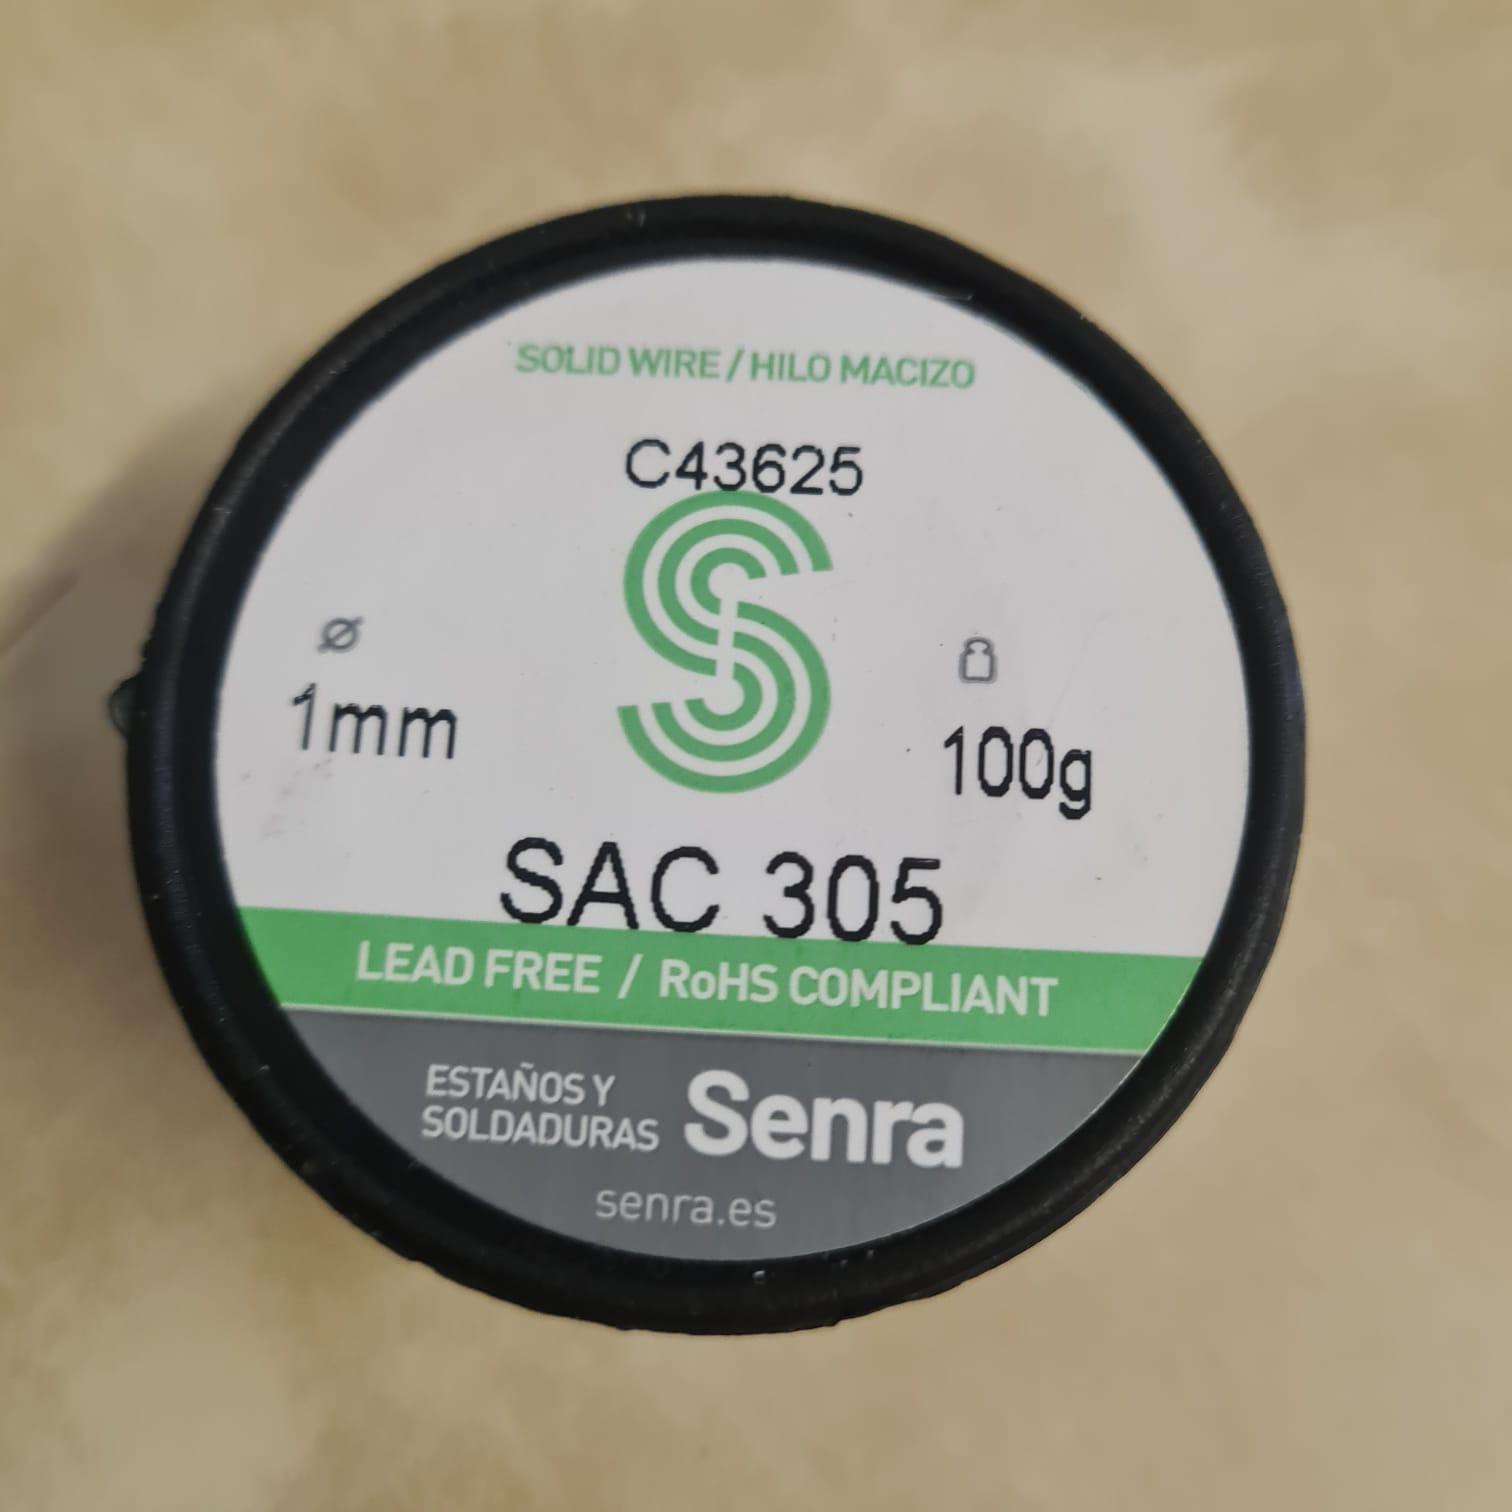 SOLID WIRE / HILO MACIZO
C43625
Ø
1mm
100g
SAC 305
LEAD FREE / RoHS COMPLIANT
ESTAÑOS Y
SOLDADURAS
Senra
senra.es